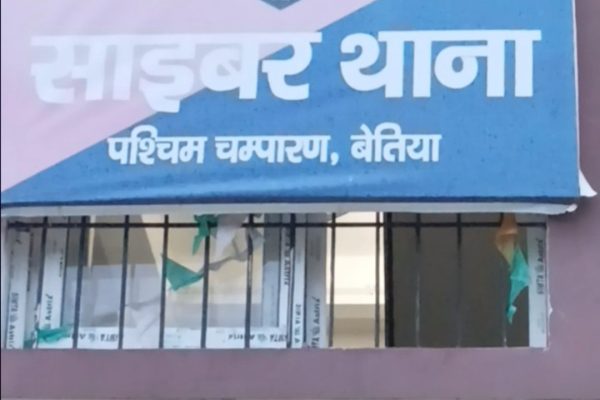 साइबर थाना
पश्चिम चम्पारण, बेतिया